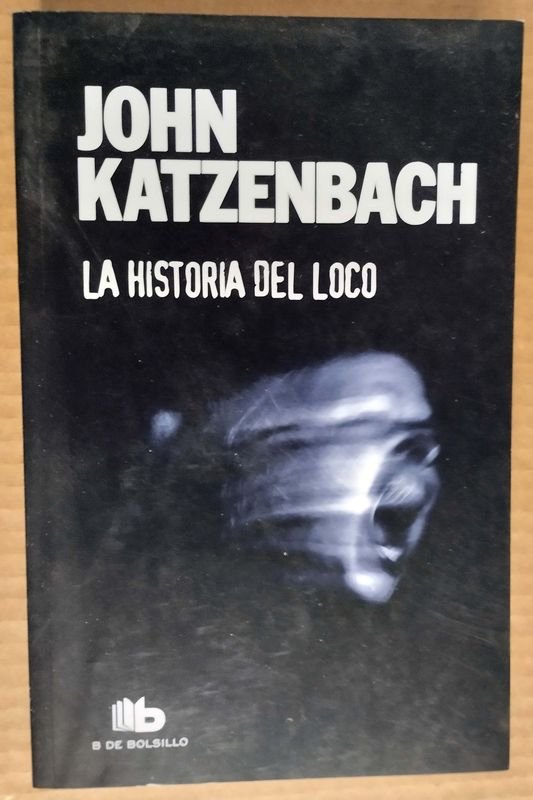 JOHN
KATZENBACH
LA HISTORIA DEL LOCO
b
B DE BOLSILLO